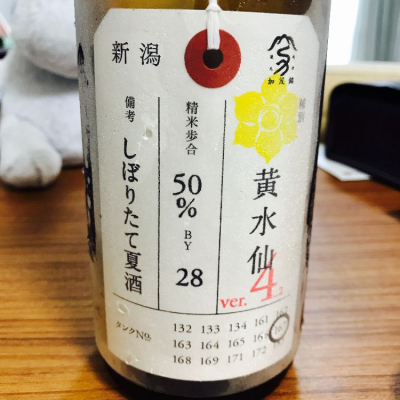 加茂錦
新潟
黄水仙
ver. 4.2
精米歩合
50%
BY
28
備考
しぼりたて夏酒
タンクNo.
132 133 134 161
163 164 165
168 169 171 172